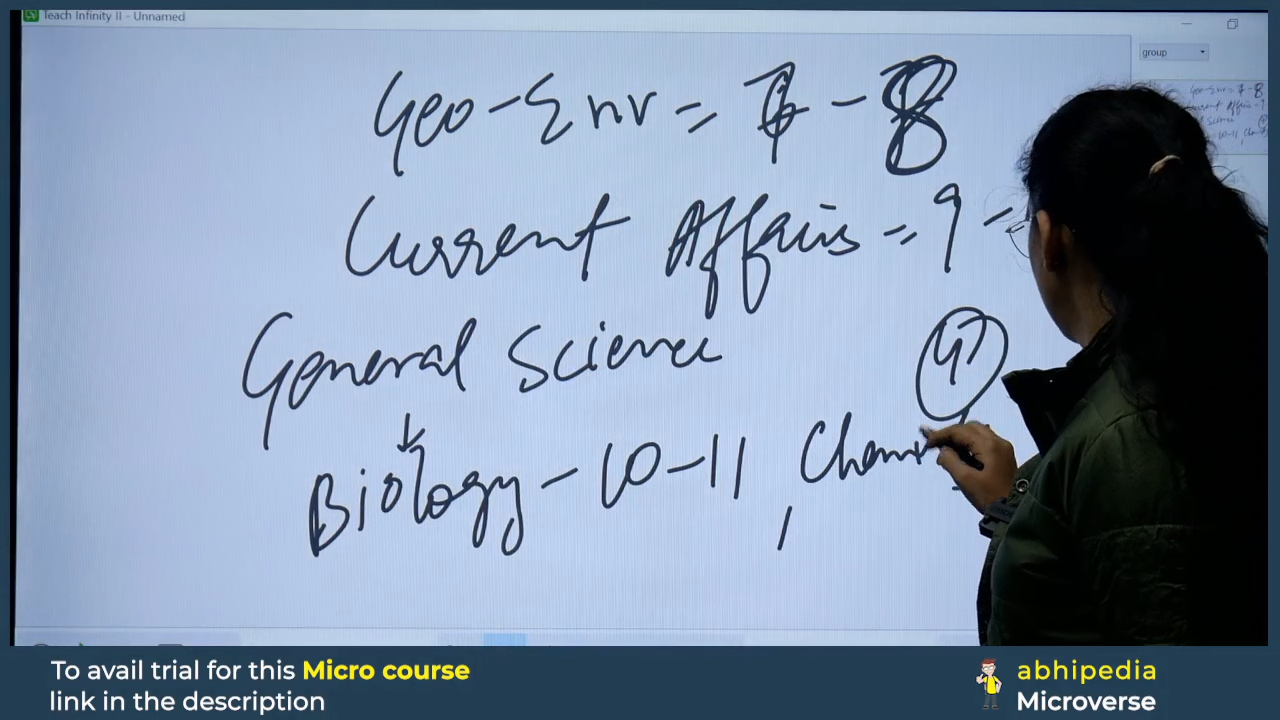 Teach Infinity II - Unnamed
group
Geo-Env = 7 - 8
Current Affairs = 9 -
General Science
Biology - 10-11, Chem
To avail trial for this Micro course
link in the description
abhipedia
Microverse